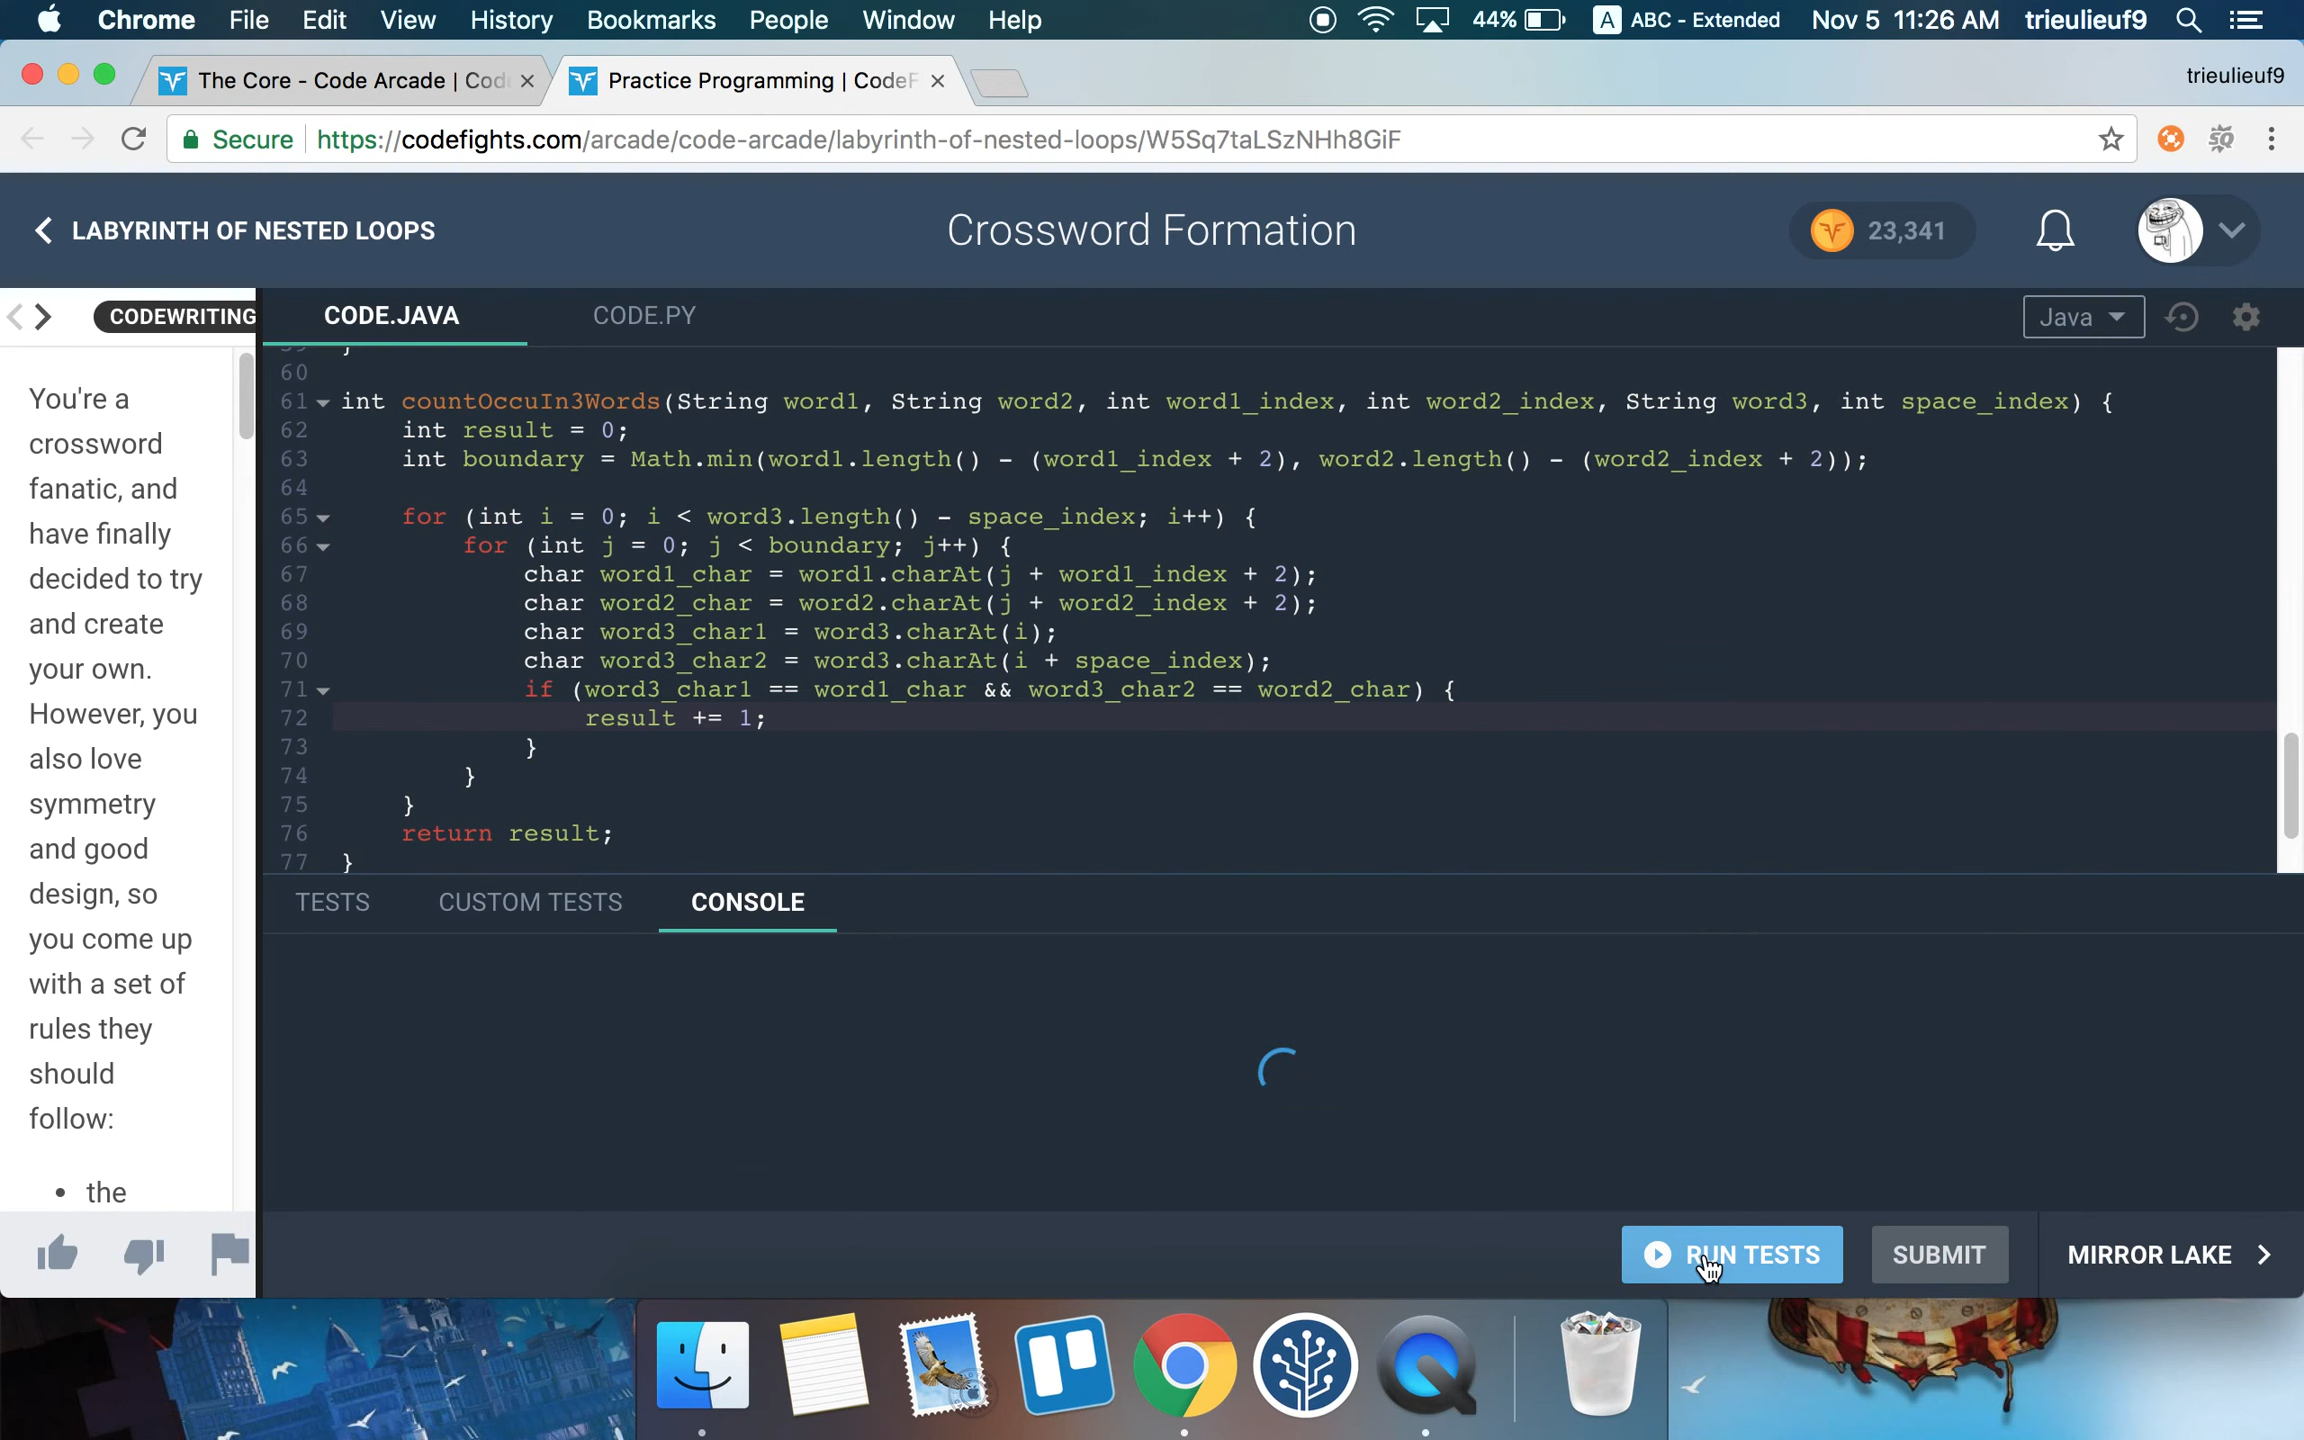 Chrome File Edit View History Bookmarks People Window Help 44% A ABC - Extended Nov 5 11:26 AM trieulieuf9
The Core - Code Arcade | Code Practice Programming | CodeF trieulieuf9
Secure https://codefights.com/arcade/code-arcade/labyrinth-of-nested-loops/W5Sq7taLSzNHh8GiF
LABYRINTH OF NESTED LOOPS Crossword Formation 23,341
CODEWRITING CODE.JAVA CODE.PY Java
You're a
crossword
fanatic, and
have finally
decided to try
and create
your own.
However, you
also love
symmetry
and good
design, so
you come up
with a set of
rules they
should
follow:
• the
59 }
60
61 int countOccuIn3Words(String word1, String word2, int word1_index, int word2_index, String word3, int space_index) {
62 int result = 0;
63 int boundary = Math.min(word1.length() - (word1_index + 2), word2.length() - (word2_index + 2));
64
65 for (int i = 0; i < word3.length() - space_index; i++) {
66 for (int j = 0; j < boundary; j++) {
67 char word1_char = word1.charAt(j + word1_index + 2);
68 char word2_char = word2.charAt(j + word2_index + 2);
69 char word3_char1 = word3.charAt(i);
70 char word3_char2 = word3.charAt(i + space_index);
71 if (word3_char1 == word1_char && word3_char2 == word2_char) {
72 result += 1;
73 }
74 }
75 }
76 return result;
77 }
TESTS CUSTOM TESTS CONSOLE
RUN TESTS SUBMIT MIRROR LAKE